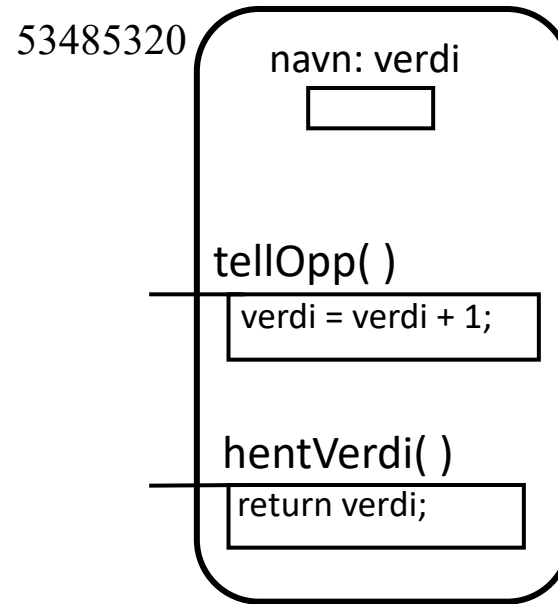 53485320
navn: verdi
tellOpp( )
verdi = verdi + 1;
hentVerdi( )
return verdi;